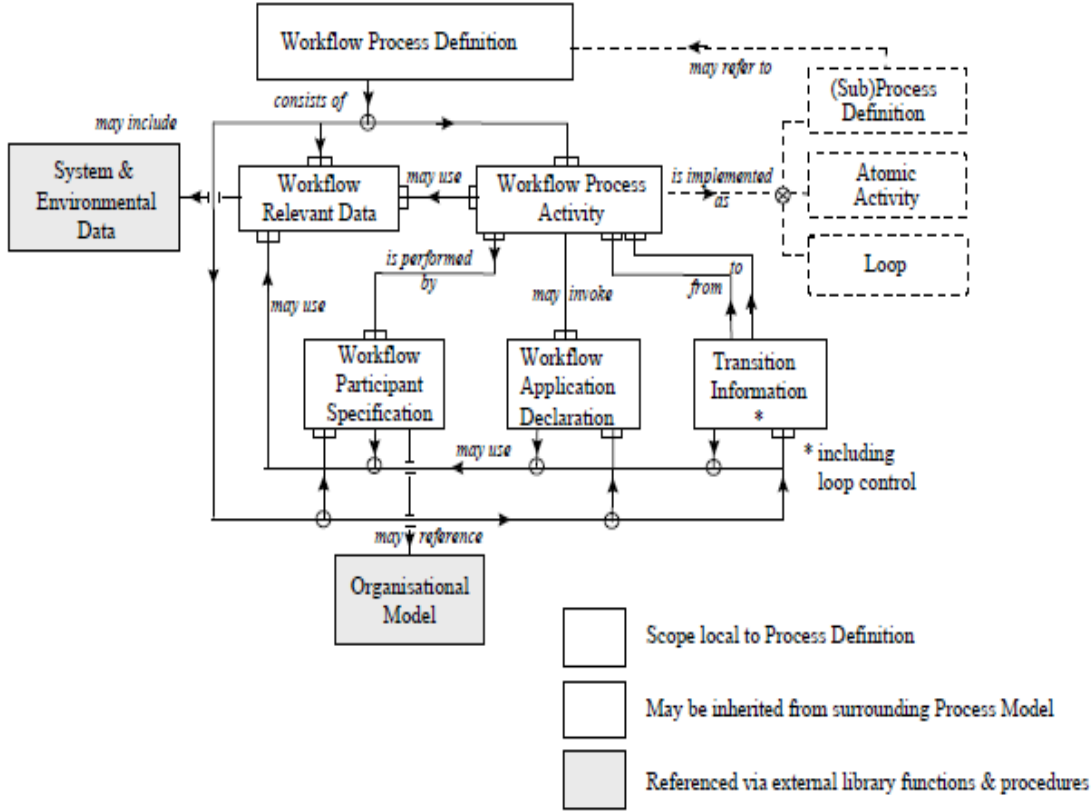 Workflow Process Definition
may refer to
(Sub)Process
Definition
consists of
may include
System &
Environmental
Data
Workflow
Relevant Data
may use
Workflow Process
Activity
is implemented
as
Atomic
Activity
Loop
is performed
by
may use
may invoke
from
to
Workflow
Participant
Specification
Workflow
Application
Declaration
Transition
Information
*
may use
* including
loop control
may reference
Organisational
Model
Scope local to Process Definition
May be inherited from surrounding Process Model
Referenced via external library functions & procedures